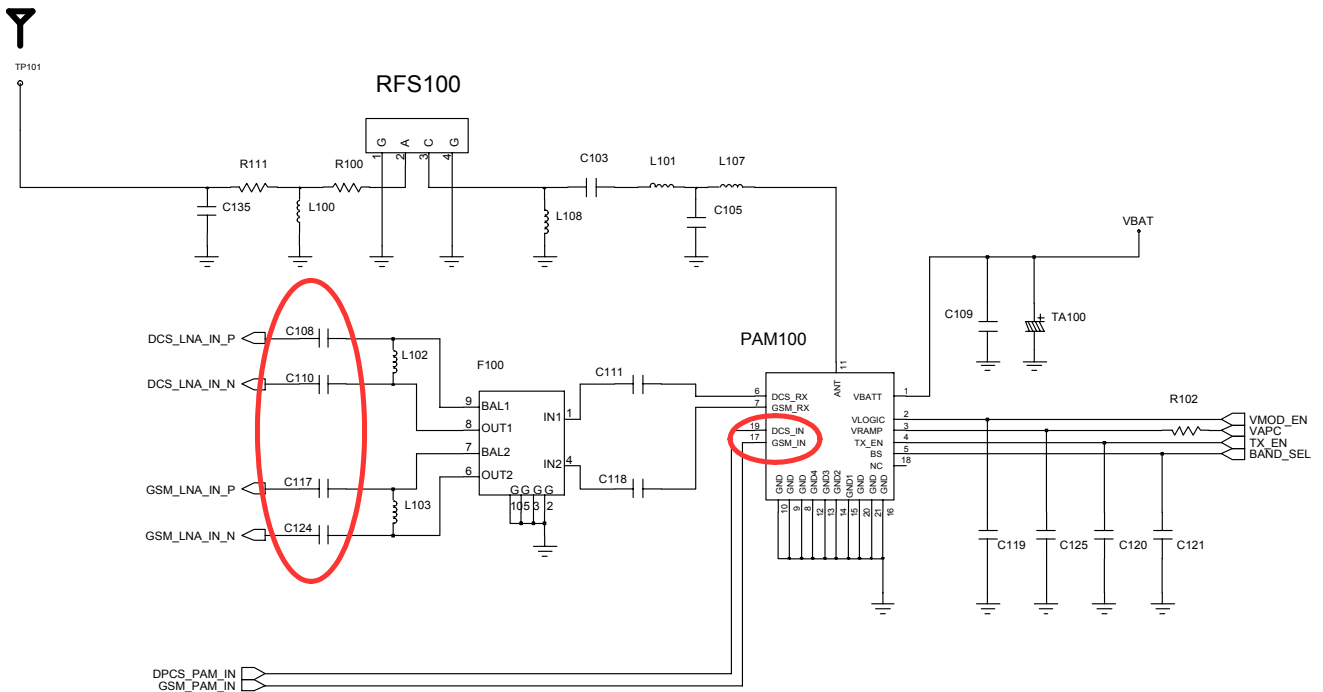 TP101
RFS100
G A C G
1 2 3 4
R111
R100
C103
L101
L107
C135
L100
L108
C105
VBAT
C109
TA100
+
DCS_LNA_IN_P
C108
L102
DCS_LNA_IN_N
C110
F100
C111
PAM100
11
ANT
9 BAL1
8 OUT1
7 BAL2
6 OUT2
IN1 1
IN2 4
G G G G
10 5 3 2
6 DCS_RX
7 GSM_RX
19 DCS_IN
17 GSM_IN
VBATT 1
VLOGIC 2
VRAMP 3
TX_EN 4
BS 5
NC 18
R102
VMOD_EN
VAPC
TX_EN
BAND_SEL
GND GND GND GND4 GND3 GND2 GND1 GND GND GND
10 9 9 8 12 13 14 15 20 21 16
GSM_LNA_IN_P
C117
L103
C118
GSM_LNA_IN_N
C124
C119
C125
C120
C121
DPCS_PAM_IN
GSM_PAM_IN